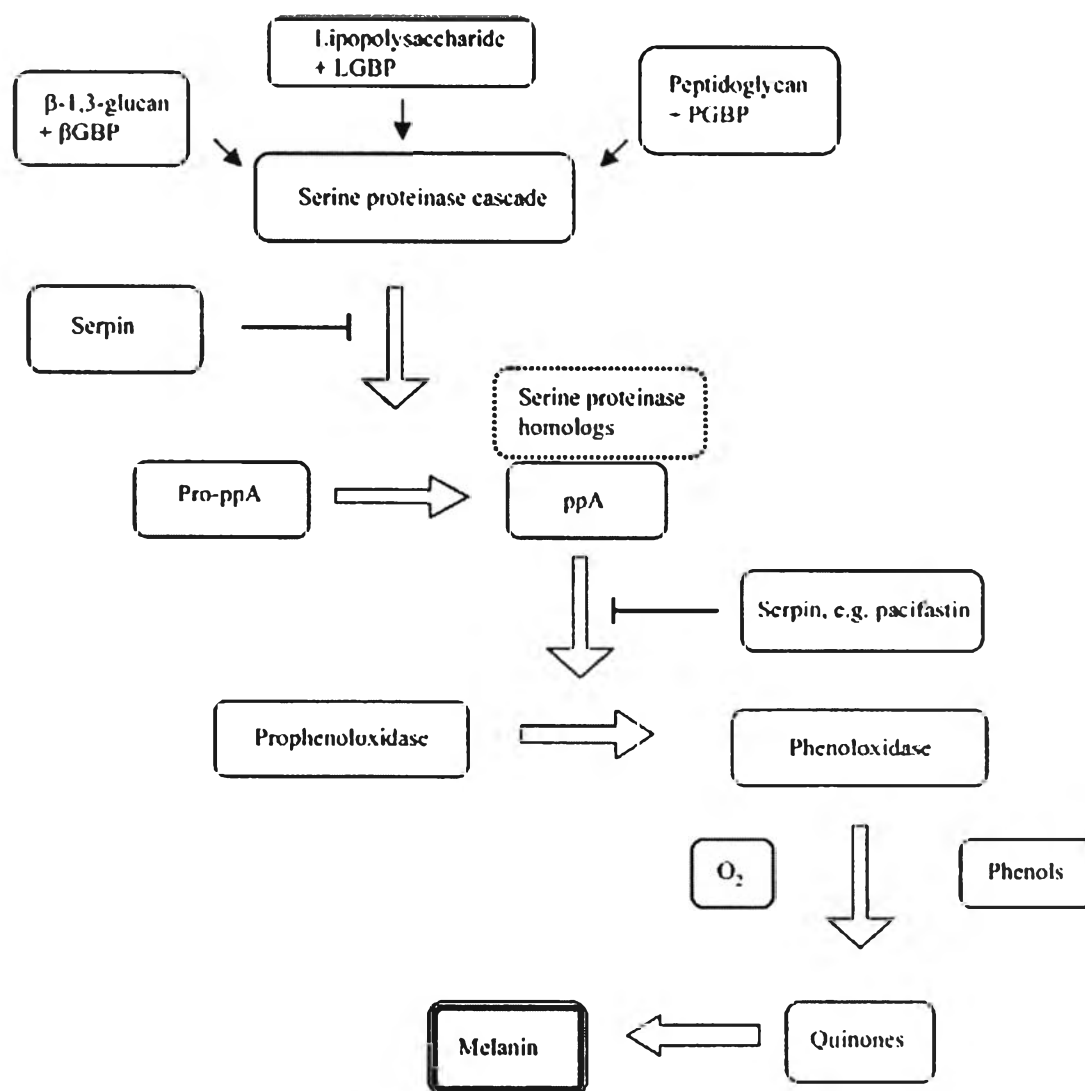 Lipopolysaccharide
+ LGBP
β-1,3-glucan
+ βGBP
Peptidoglycan
- PGBP
Serine proteinase cascade
Serpin
Serine proteinase
homologs
Pro-ppA
ppA
Serpin, e.g. pacifastin
Prophenoloxidase
Phenoloxidase
O₂
Phenols
Melanin
Quinones